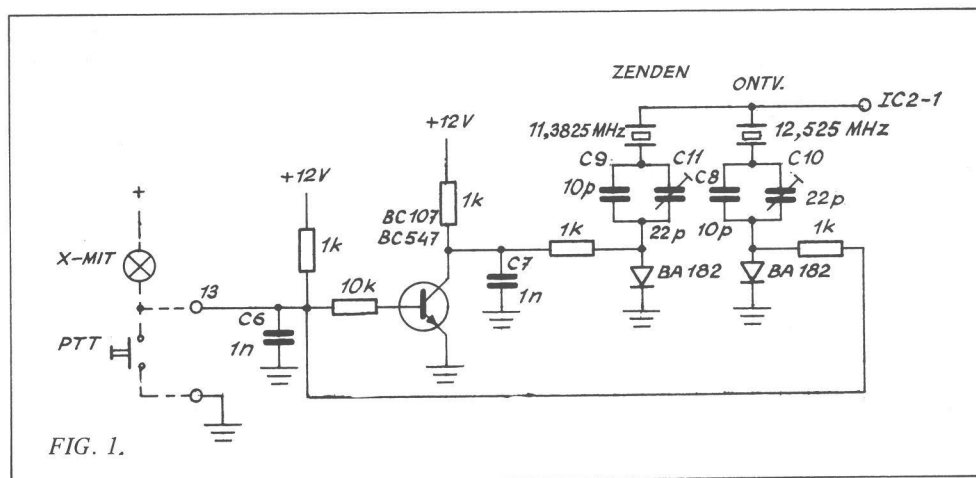 ZENDEN
ONTV.
IC2-1
+12V
11,3825 MHz
12,525 MHz
C9
C11
C8
C10
+12V
10p
1k
22p
+
BC107
BC547
1k
22p
10p
1k
1k
X-MIT
C7
BA 182
BA 182
13
10k
1n
C6
PTT
1n
FIG. 1.